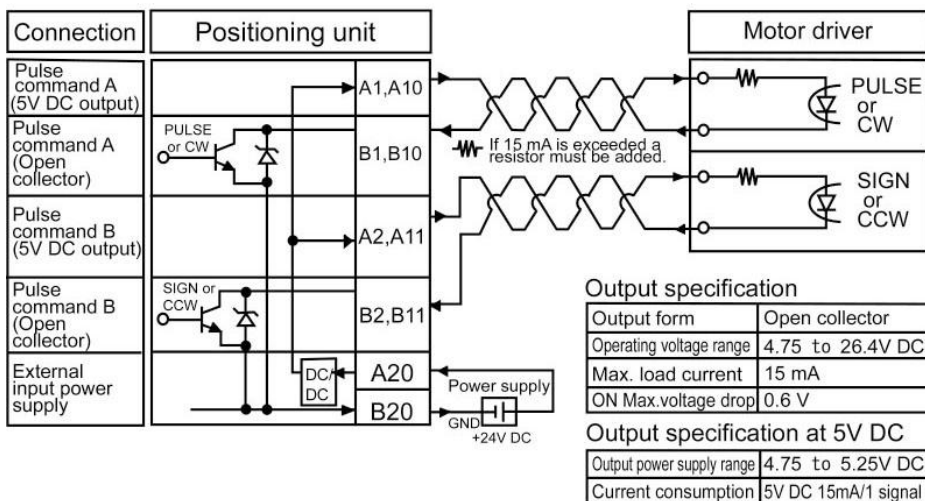 Connection
Positioning unit
Motor driver
Pulse
command A
(5V DC output)
A1,A10
PULSE
or
CW
Pulse
command A
(Open
collector)
PULSE
or CW
B1,B10
If 15 mA is exceeded a
resistor must be added.
Pulse
command B
(5V DC output)
A2,A11
SIGN
or
CCW
Pulse
command B
(Open
collector)
SIGN or
CCW
B2,B11
External
input power
supply
DC/
DC
A20
B20
Power supply
GND
+24V DC
Output specification
Output form Open collector
Operating voltage range 4.75 to 26.4V DC
Max. load current 15 mA
ON Max.voltage drop 0.6 V
Output specification at 5V DC
Output power supply range 4.75 to 5.25V DC
Current consumption 5V DC 15mA/1 signal